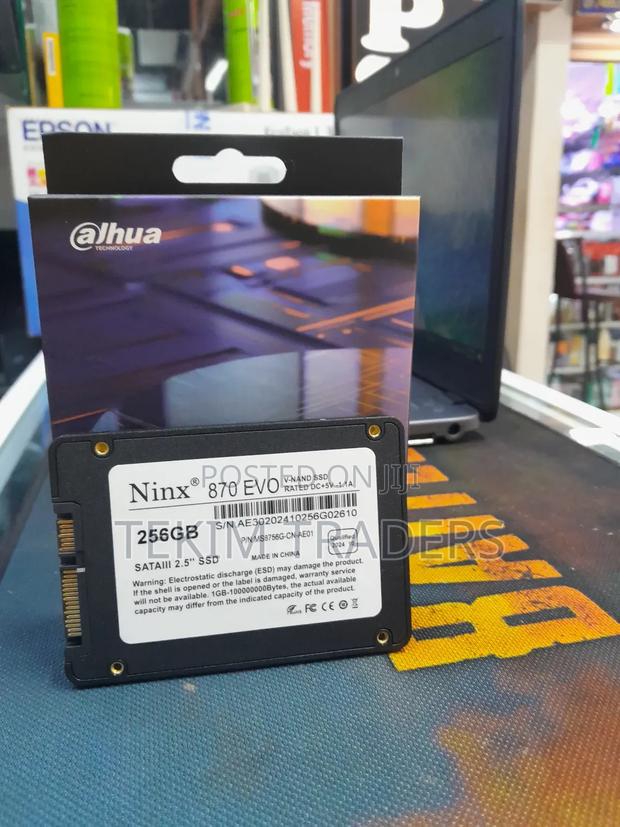 EPSON
alhua
TECHNOLOGY
POSTED ON JIJI
TEKIM TRADERS
Ninx® 870 EVO
V-NAND SSD
RATED DC+5V-1.1A
S/N AE30202410256G02610
256GB
P/N:MS8756G-CN-AE01
Qualified
SATAIII 2.5" SSD
MADE IN CHINA
Warning: Electrostatic discharge (ESD) may damage the product.
If the shell is opened or the label is damaged, warranty service
will not be available. 1GB-100000000Bytes, the actual available
capacity may differ from the indicated capacity of the product.